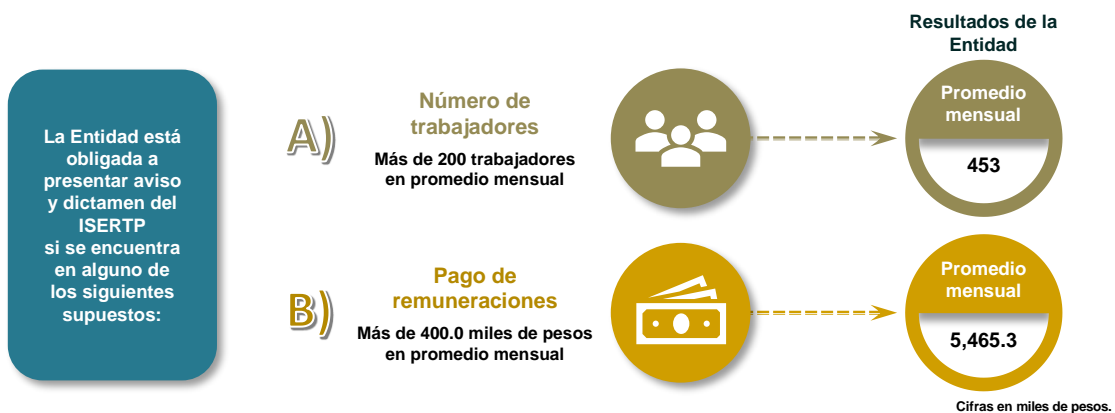 La Entidad está
obligada a
presentar aviso
y dictamen del
ISERTP
si se encuentra
en alguno de
los siguientes
supuestos:
A)
Número de
trabajadores
Más de 200 trabajadores
en promedio mensual
Resultados de la
Entidad
Promedio
mensual
453
B)
Pago de
remuneraciones
Más de 400.0 miles de pesos
en promedio mensual
Promedio
mensual
5,465.3
Cifras en miles de pesos.